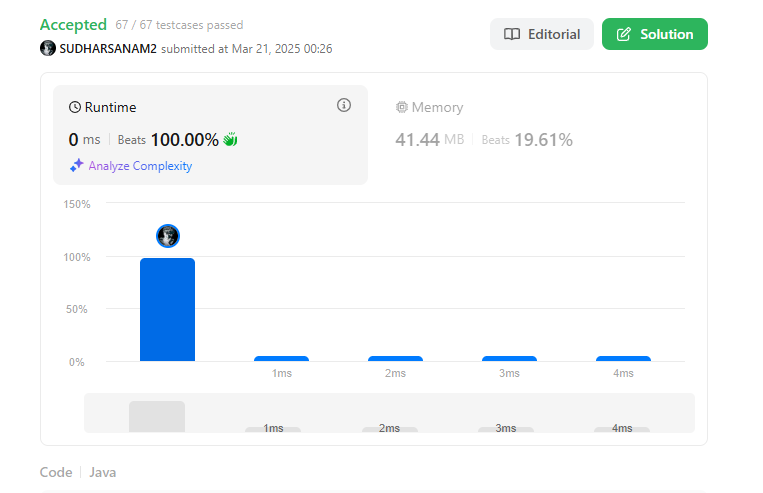 Accepted 67 / 67 testcases passed
SUDHARSANAM2 submitted at Mar 21, 2025 00:26
Editorial
Solution
Runtime
0 ms | Beats 100.00%
Analyze Complexity
Memory
41.44 MB | Beats 19.61%
150%
100%
50%
0%
1ms 2ms 3ms 4ms
1ms 2ms 3ms 4ms
Code | Java